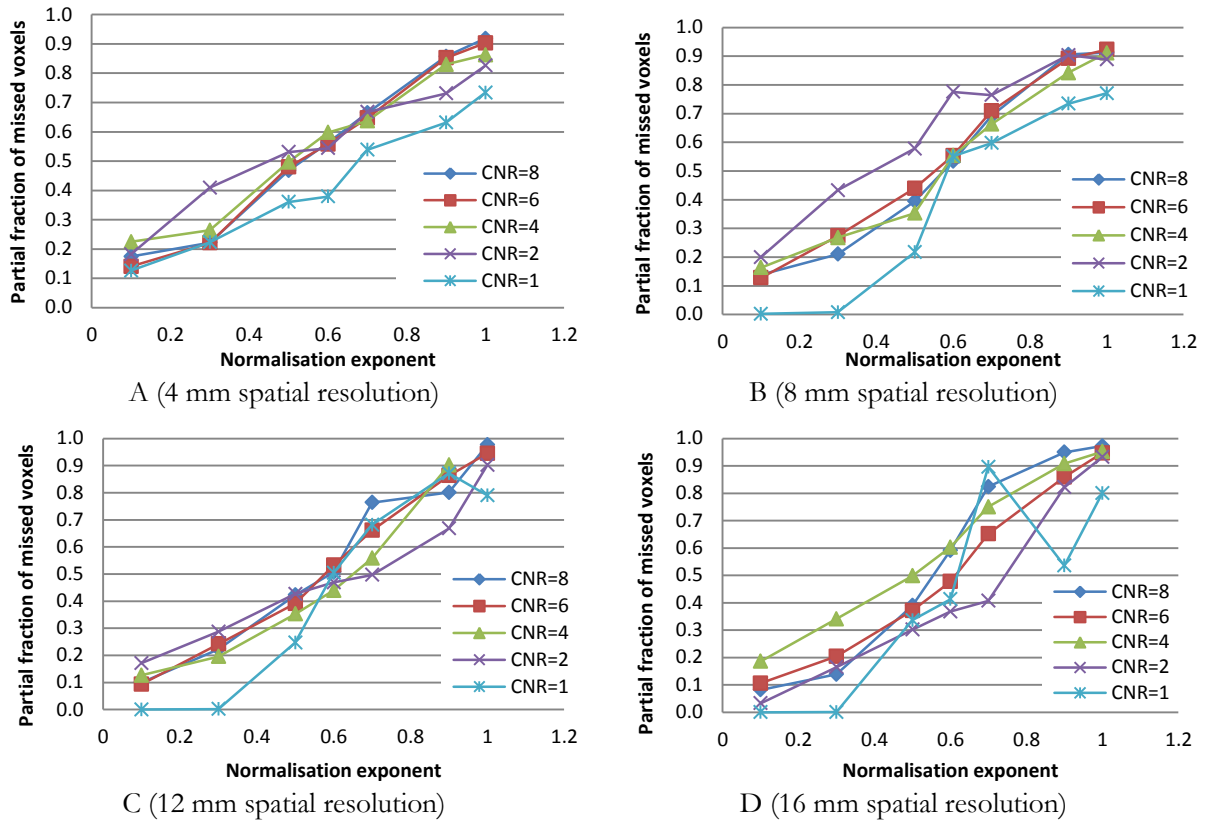 Partial fraction of missed voxels
1.0
0.9
0.8
0.7
0.6
0.5
0.4
0.3
0.2
0.1
0.0
0 0.2 0.4 0.6 0.8 1 1.2
Normalisation exponent
CNR=8
CNR=6
CNR=4
CNR=2
CNR=1
A (4 mm spatial resolution)
Partial fraction of missed voxels
1.0
0.9
0.8
0.7
0.6
0.5
0.4
0.3
0.2
0.1
0.0
0 0.2 0.4 0.6 0.8 1 1.2
Normalisation exponent
CNR=8
CNR=6
CNR=4
CNR=2
CNR=1
B (8 mm spatial resolution)
Partial fraction of missed voxels
1.0
0.9
0.8
0.7
0.6
0.5
0.4
0.3
0.2
0.1
0.0
0 0.2 0.4 0.6 0.8 1 1.2
Normalisation exponent
CNR=8
CNR=6
CNR=4
CNR=2
CNR=1
C (12 mm spatial resolution)
Partial fraction of missed voxels
1.0
0.9
0.8
0.7
0.6
0.5
0.4
0.3
0.2
0.1
0.0
0 0.2 0.4 0.6 0.8 1 1.2
Normalisation exponent
CNR=8
CNR=6
CNR=4
CNR=2
CNR=1
D (16 mm spatial resolution)